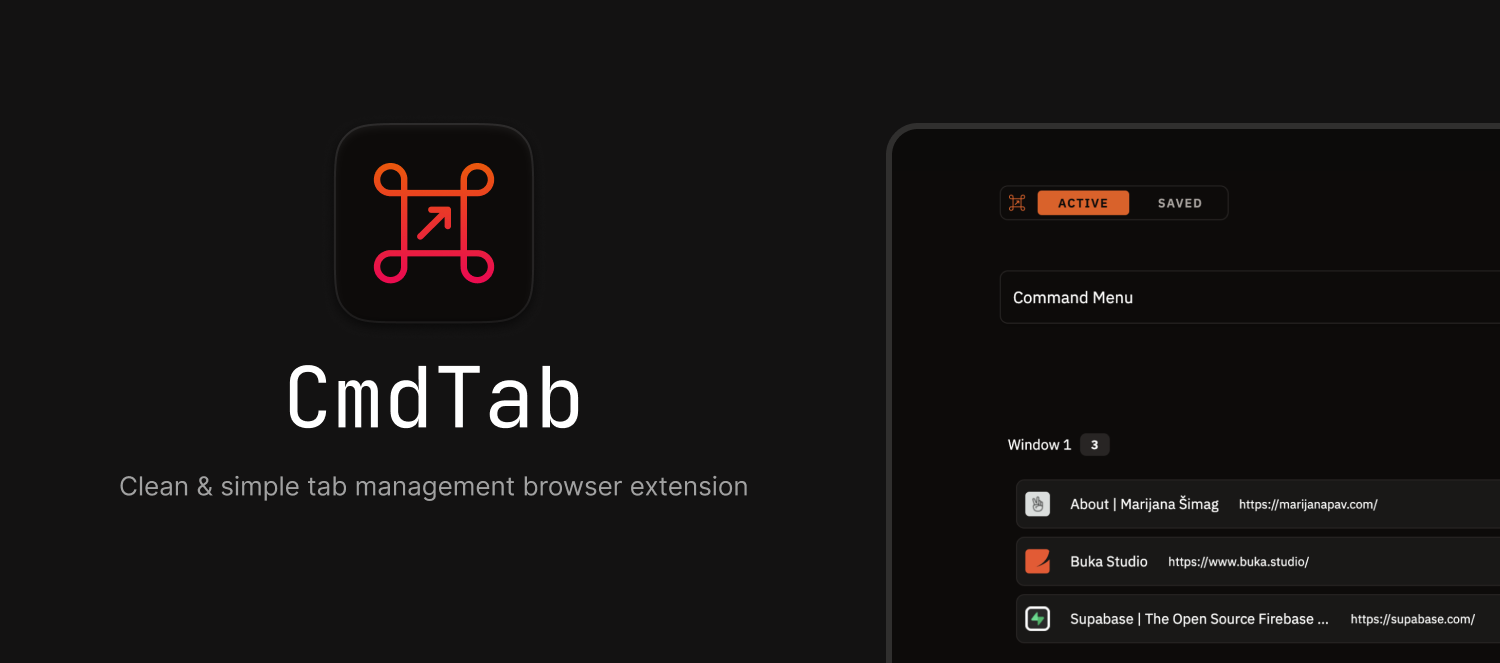 CmdTab
Clean & simple tab management browser extension
ACTIVE SAVED
Command Menu
Window 1 3
About | Marijana Šimag https://marijanapav.com/
Buka Studio https://www.buka.studio/
Supabase | The Open Source Firebase ... https://supabase.com/